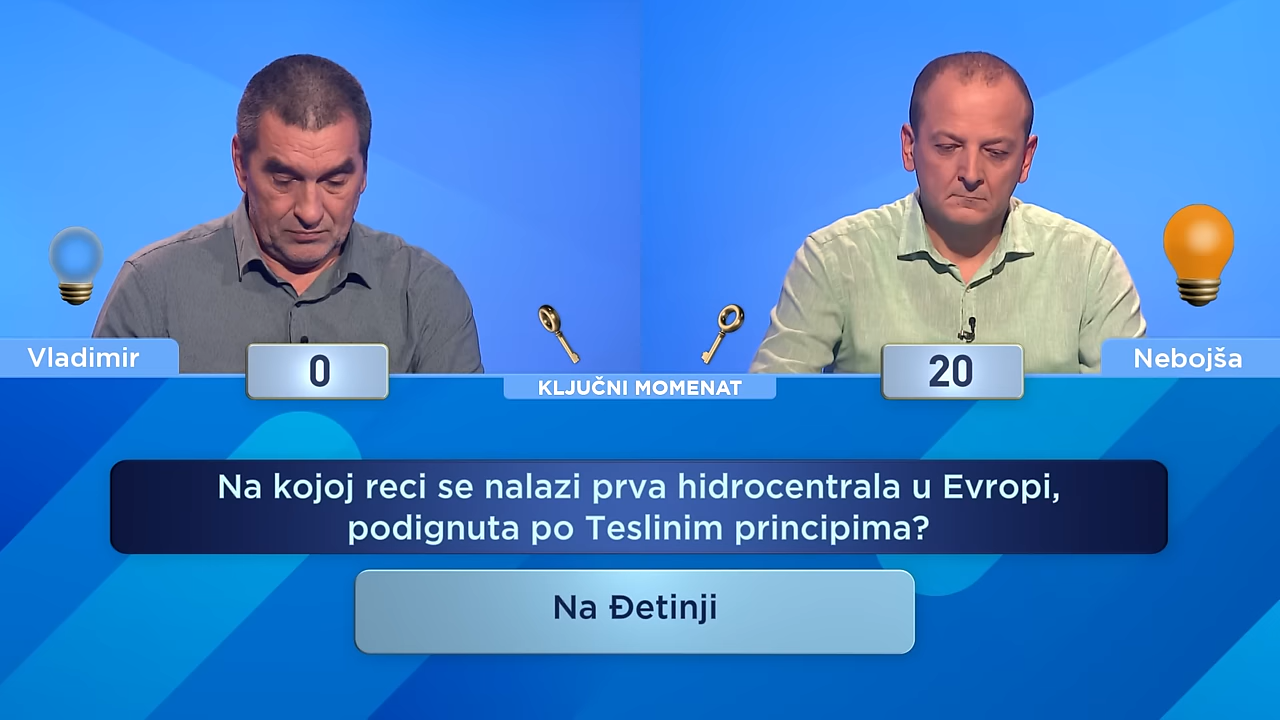 Vladimir
0
KLJUČNI MOMENAT
20
Nebojša
Na kojoj reci se nalazi prva hidrocentrala u Evropi,
podignuta po Teslinim principima?
Na Đetinji